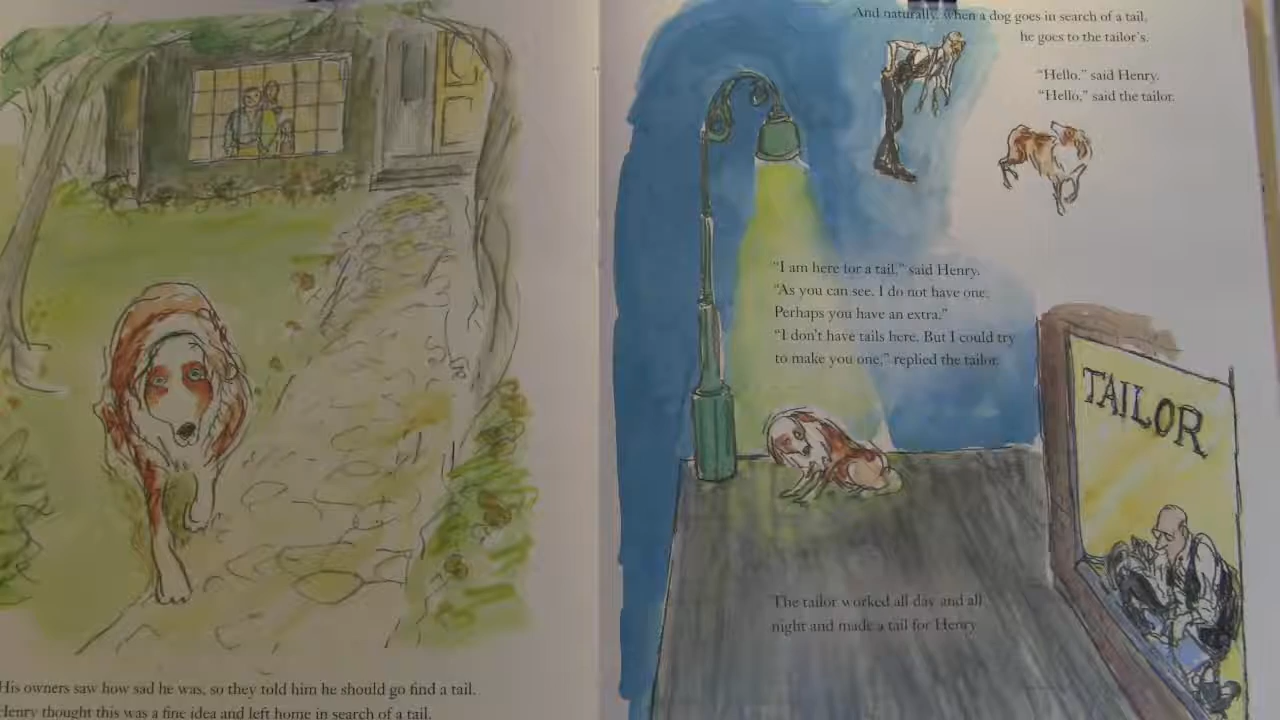 His owners saw how sad he was, so they told him he should go find a tail.
Henry thought this was a fine idea and left home in search of a tail.
And naturally, when a dog goes in search of a tail,
he goes to the tailor's.
“Hello,” said Henry.
“Hello,” said the tailor.
“I am here for a tail,” said Henry.
“As you can see, I do not have one.
Perhaps you have an extra.”
“I don't have tails here. But I could try
to make you one,” replied the tailor.
TAILOR
The tailor worked all day and all
night and made a tail for Henry